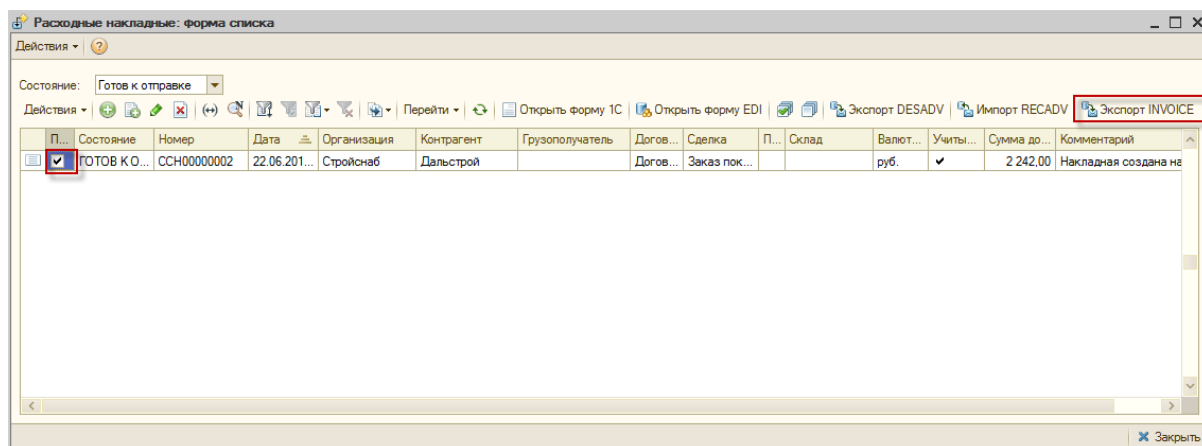 Расходные накладные: форма списка
Действия
Состояние: Готов к отправке
Действия Перейти Открыть форму 1С Открыть форму EDI Экспорт DESADV Импорт RECADV Экспорт INVOICE
П... Состояние Номер Дата Организация Контрагент Грузополучатель Догов... Сделка П... Склад Валют... Учиты... Сумма до... Комментарий
ГОТОВ К О... ССН00000002 22.06.201... Стройснаб Дальстрой Догов... Заказ пок... руб. 2 242,00 Накладная создана на
Закрыть